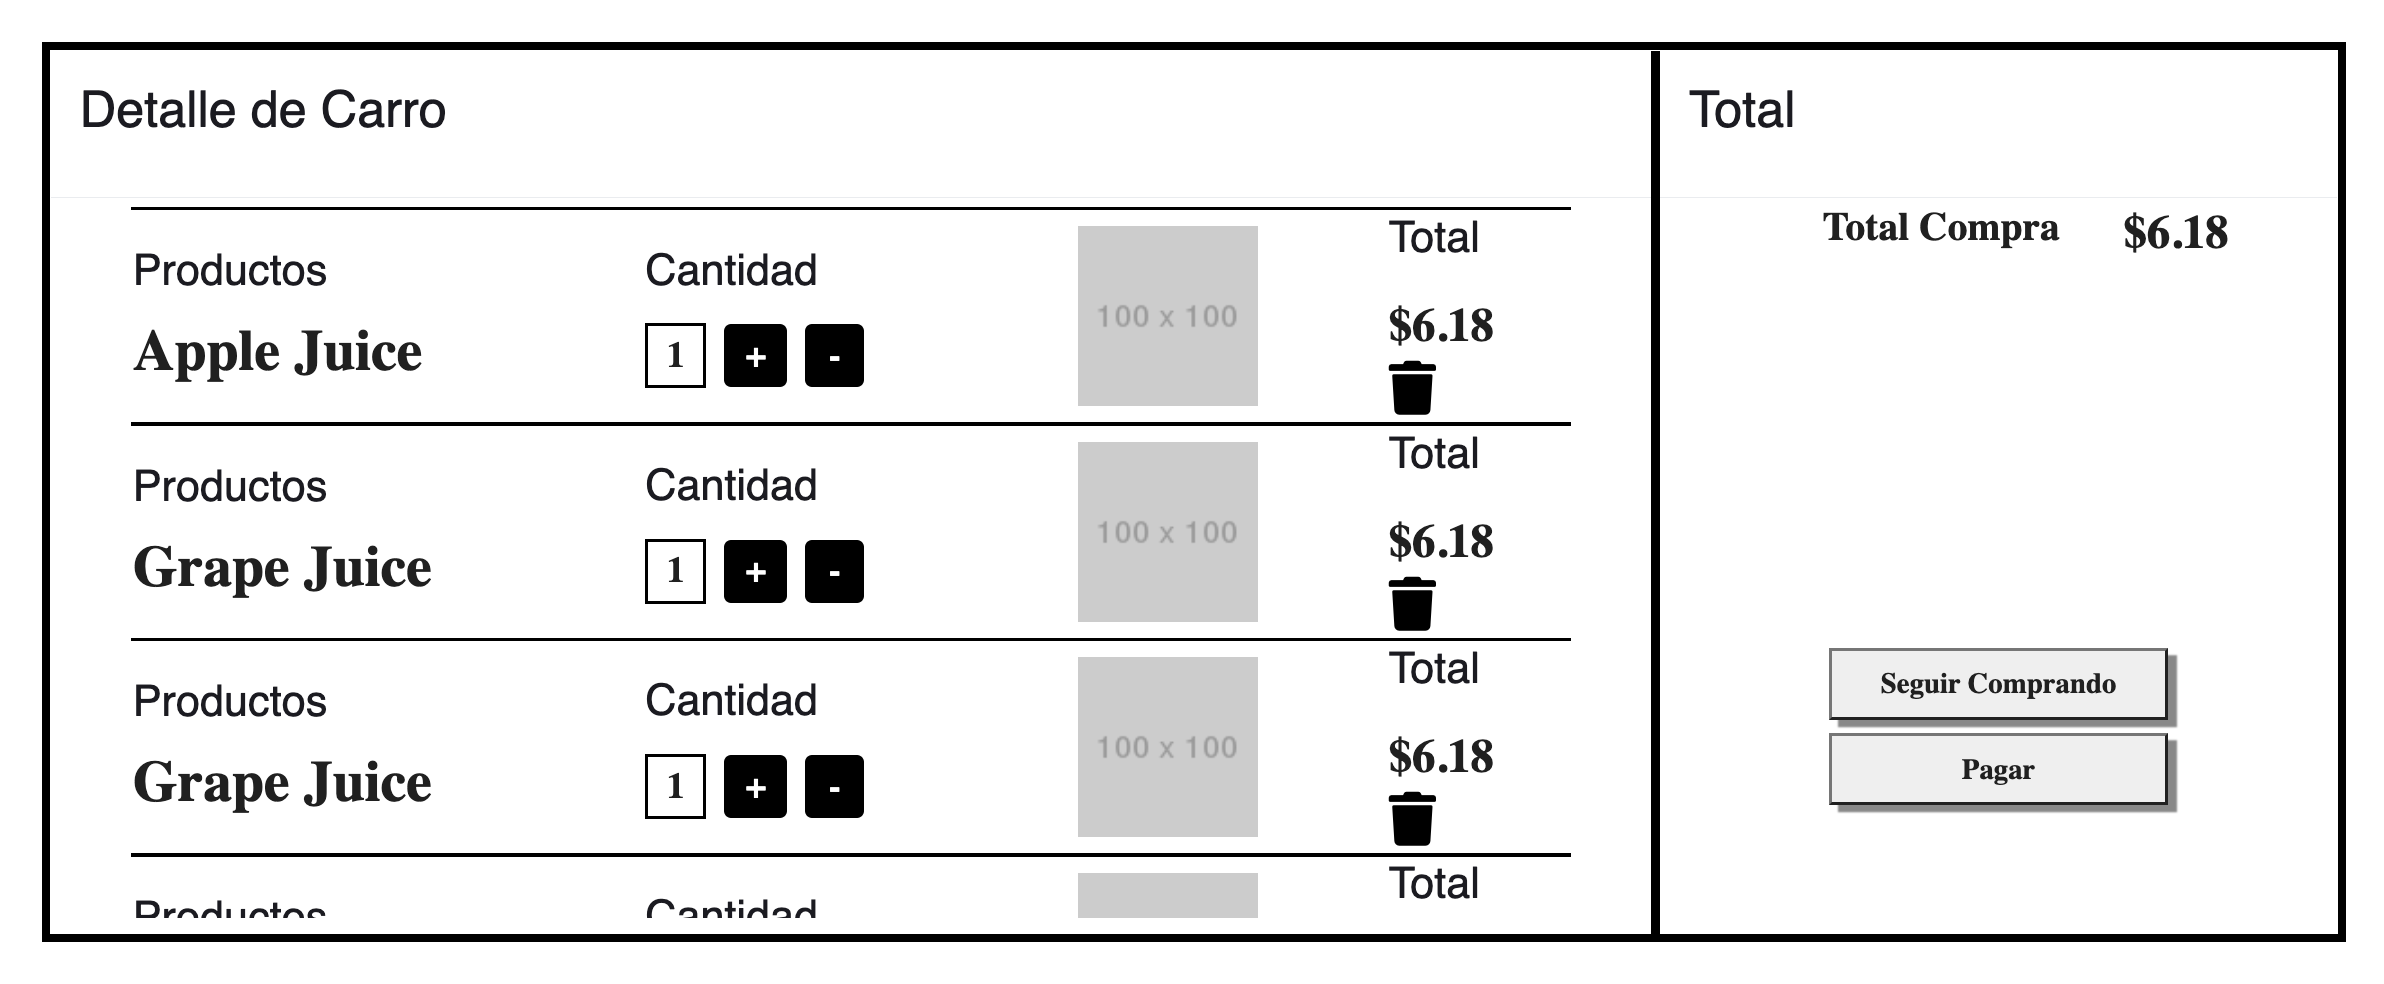 Detalle de Carro
Total
Total
Productos
Cantidad
100 x 100
$6.18
Apple Juice
1
+
-
Total
Productos
Cantidad
100 x 100
$6.18
Grape Juice
1
+
-
Total
Productos
Cantidad
100 x 100
$6.18
Grape Juice
1
+
-
Total
Productos
Cantidad
Total Compra $6.18
Seguir Comprando
Pagar